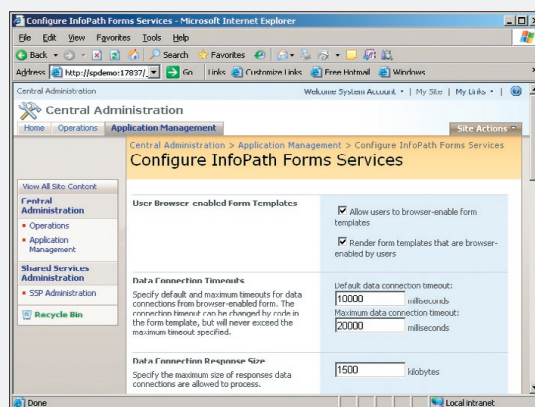 Configure InfoPath Forms Services - Microsoft Internet Explorer
File Edit View Favorites Tools Help
Back Search Favorites
Address http://spdemo:17837/ Go Links Customize Links Free Hotmail Windows
Central Administration Welcome System Account | My Site | My Links |
Central Administration
Home Operations Application Management Site Actions
Central Administration > Application Management > Configure InfoPath Forms Services
Configure InfoPath Forms Services
View All Site Content
Central Administration
Operations
Application Management
Shared Services Administration
SSP Administration
Recycle Bin
User Browser-enabled Form Templates
Allow users to browser-enable form
templates
Render form templates that are browser-
enabled by users
Data Connection Timeouts
Specify default and maximum timeouts for data
connections from browser-enabled form. The
connection timeout can be changed by code in
the form template, but will never exceed the
maximum timeout specified.
Default data connection timeout:
10000 milliseconds
Maximum data connection timeout:
20000 milliseconds
Data Connection Response Size
Specify the maximum size of responses data
connections are allowed to process.
1500 kilobytes
Done Local intranet